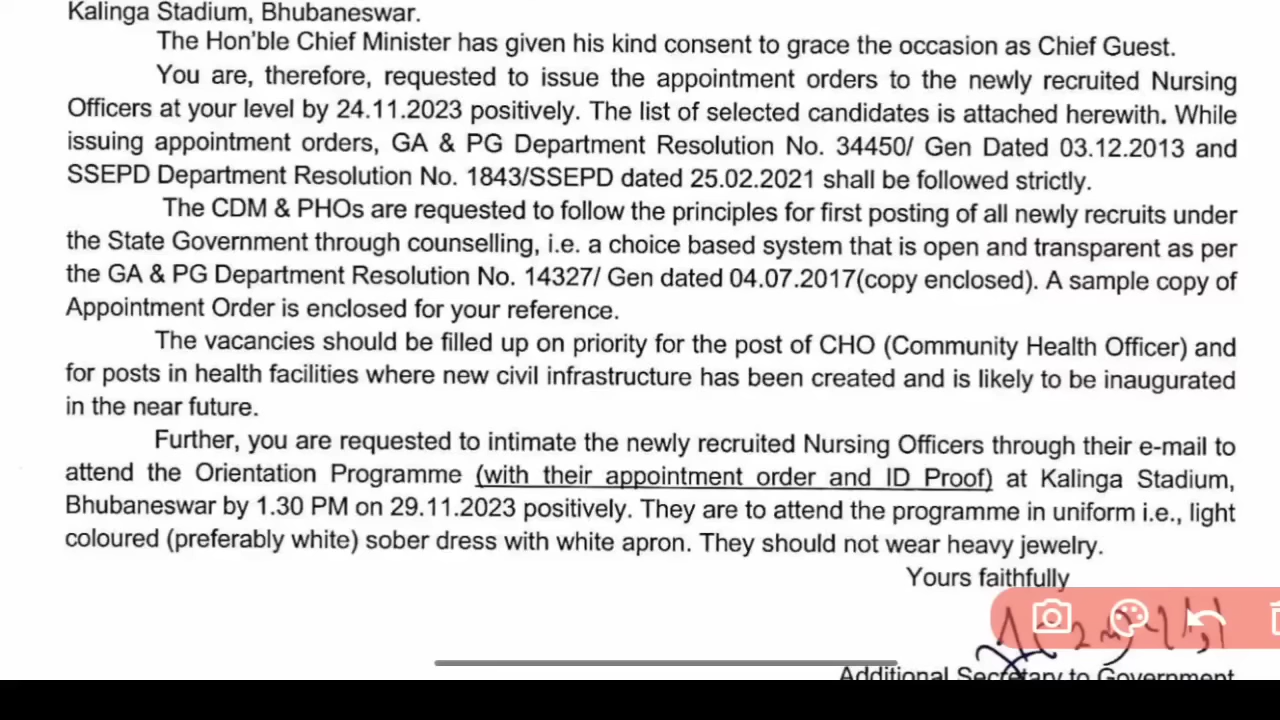 Kalinga Stadium, Bhubaneswar.
The Hon'ble Chief Minister has given his kind consent to grace the occasion as Chief Guest.
You are, therefore, requested to issue the appointment orders to the newly recruited Nursing
Officers at your level by 24.11.2023 positively. The list of selected candidates is attached herewith. While
issuing appointment orders, GA & PG Department Resolution No. 34450/ Gen Dated 03.12.2013 and
SSEPD Department Resolution No. 1843/SSEPD dated 25.02.2021 shall be followed strictly.
The CDM & PHOs are requested to follow the principles for first posting of all newly recruits under
the State Government through counselling, i.e. a choice based system that is open and transparent as per
the GA & PG Department Resolution No. 14327/ Gen dated 04.07.2017(copy enclosed). A sample copy of
Appointment Order is enclosed for your reference.
The vacancies should be filled up on priority for the post of CHO (Community Health Officer) and
for posts in health facilities where new civil infrastructure has been created and is likely to be inaugurated
in the near future.
Further, you are requested to intimate the newly recruited Nursing Officers through their e-mail to
attend the Orientation Programme (with their appointment order and ID Proof) at Kalinga Stadium,
Bhubaneswar by 1.30 PM on 29.11.2023 positively. They are to attend the programme in uniform i.e., light
coloured (preferably white) sober dress with white apron. They should not wear heavy jewelry.
Yours faithfully
Additional Secretary to Government